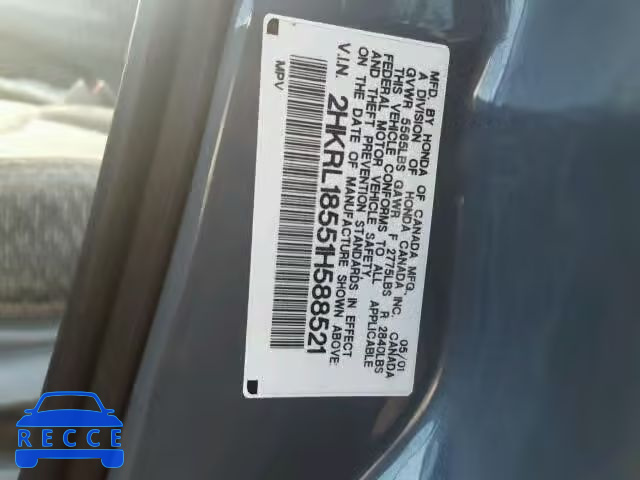 MFD. BY HONDA OF CANADA MFG. 05/01
A DIVISION OF HONDA CANADA INC. CANADA
GVWR 5565LBS GAWR F 2775LBS R 2840LBS
THIS VEHICLE CONFORMS TO ALL APPLICABLE
FEDERAL MOTOR VEHICLE SAFETY,
AND THEFT PREVENTION STANDARDS IN EFFECT
ON THE DATE OF MANUFACTURE SHOWN ABOVE.
V.I.N. 2HKRL18551H588521
MPV
RECCE